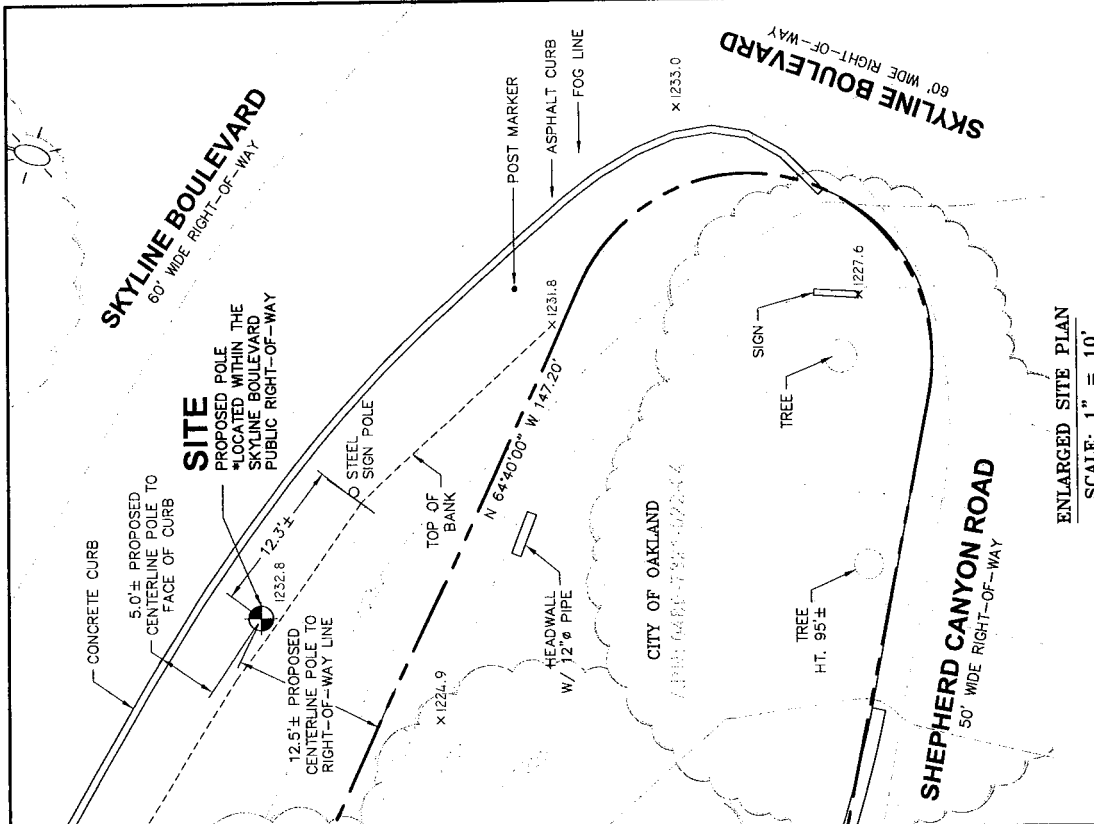 SKYLINE BOULEVARD
60' WIDE RIGHT-OF-WAY
SKYLINE BOULEVARD
60' WIDE RIGHT-OF-WAY
CONCRETE CURB
5.0'± PROPOSED
CENTERLINE POLE TO
FACE OF CURB
SITE
PROPOSED POLE
*LOCATED WITHIN THE
SKYLINE BOULEVARD
PUBLIC RIGHT-OF-WAY
POST MARKER
ASPHALT CURB
FOG LINE
×1233.0
12.3'±
1232.8
STEEL
SIGN POLE
×1231.8
TOP OF
BANK
12.5'± PROPOSED
CENTERLINE POLE TO
RIGHT-OF-WAY LINE
N 64°40'00" W 147.20'
×1224.9
HEADWALL
W/ 12"ø PIPE
CITY OF OAKLAND
SIGN
×1227.6
TREE
TREE
HT. 95'±
SHEPHERD CANYON ROAD
50' WIDE RIGHT-OF-WAY
ENLARGED SITE PLAN
SCALE: 1" = 10'